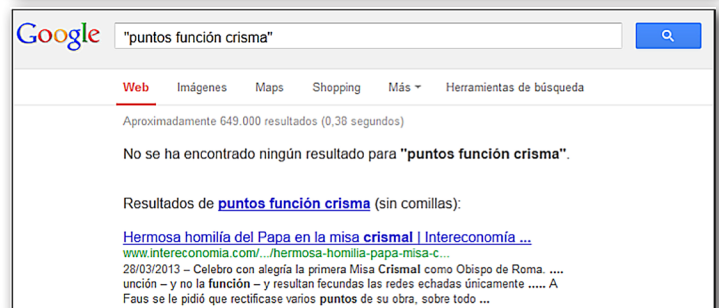 Google "puntos función crisma"
Web Imágenes Maps Shopping Más Herramientas de búsqueda
Aproximadamente 649.000 resultados (0,38 segundos)
No se ha encontrado ningún resultado para "puntos función crisma".
Resultados de puntos función crisma (sin comillas):
Hermosa homilía del Papa en la misa crismal | Intereconomía ...
www.intereconomia.com/.../hermosa-homilia-papa-misa-c...
28/03/2013 – Celebro con alegría la primera Misa Crismal como Obispo de Roma. ....
unción – y no la función – y resultan fecundas las redes echadas únicamente ..... A
Faus se le pidió que rectificase varios puntos de su obra, sobre todo ...